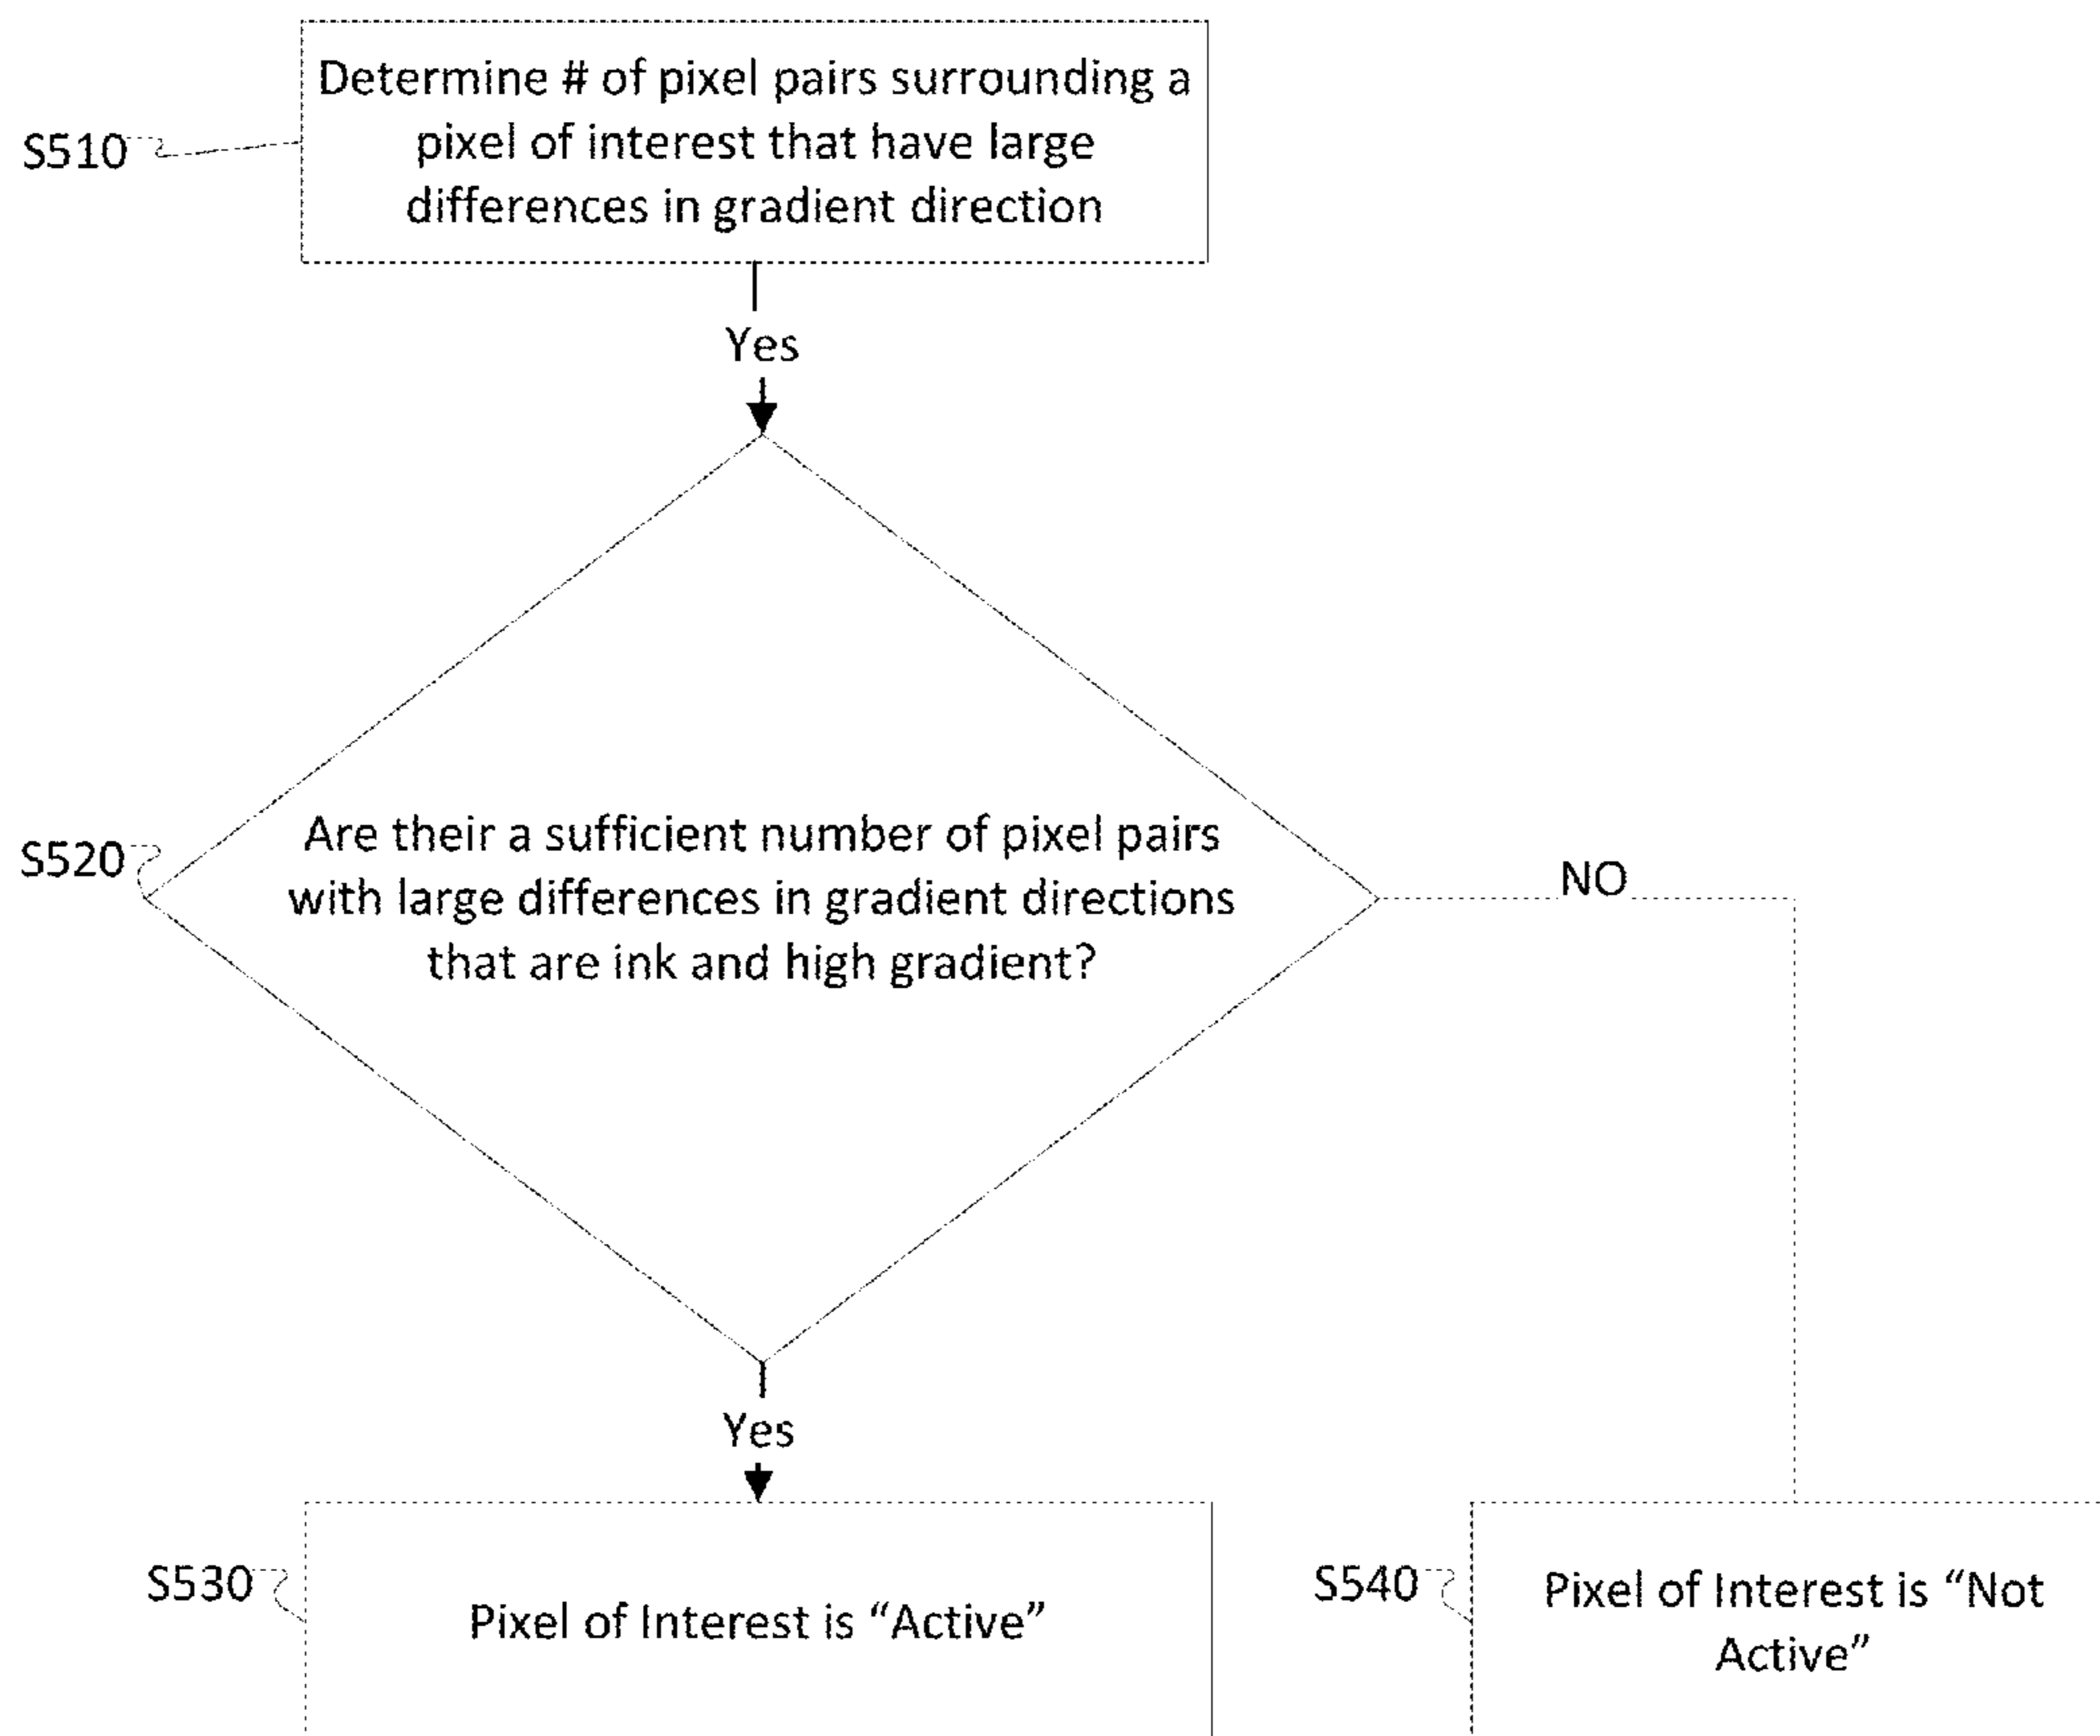 Determine # of pixel pairs surrounding a
pixel of interest that have large
differences in gradient direction
S510
Yes
Are their a sufficient number of pixel pairs
with large differences in gradient directions
that are ink and high gradient?
S520
NO
Yes
S530
Pixel of Interest is “Active”
S540
Pixel of Interest is “Not
Active”